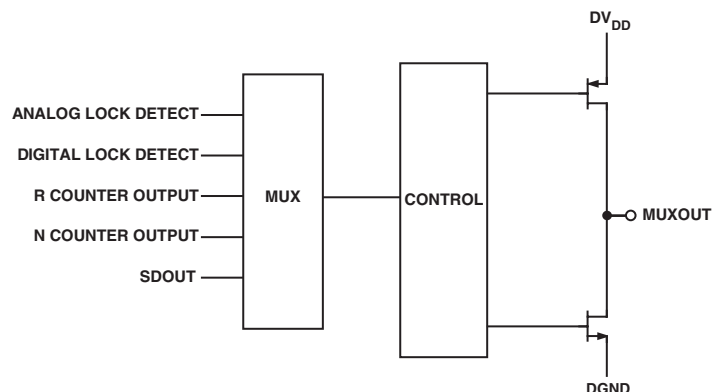 DVDD
ANALOG LOCK DETECT
DIGITAL LOCK DETECT
R COUNTER OUTPUT
N COUNTER OUTPUT
SDOUT
MUX
CONTROL
MUXOUT
DGND